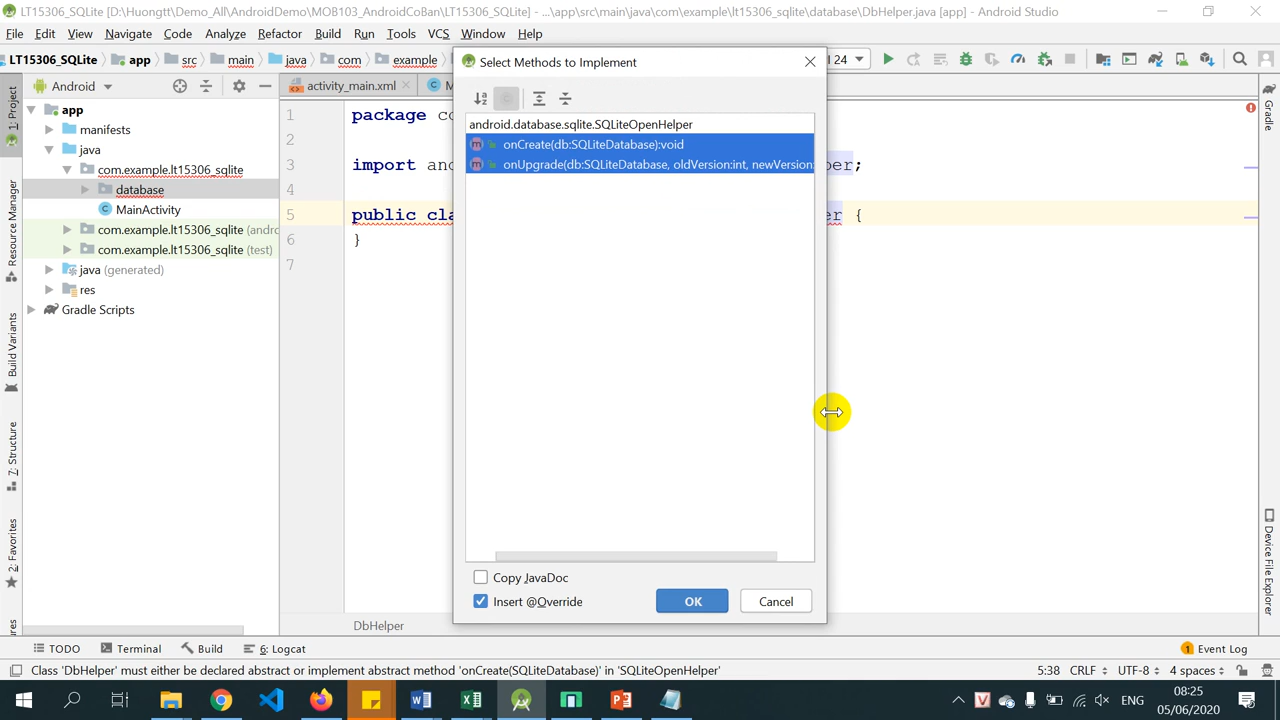 LT15306_SQLite [D:\Huongtt\Demo_All\AndroidDemo\MOB103_AndroidCoBan\LT15306_SQLite] - ...\app\src\main\java\com\example\lt15306_sqlite\database\DbHelper.java [app] - Android Studio
File Edit View Navigate Code Analyze Refactor Build Run Tools VCS Window Help
LT15306_SQLite app src main java com example 24
Android activity_main.xml
Select Methods to Implement
android.database.sqlite.SQLiteOpenHelper
onCreate(db:SQLiteDatabase):void
onUpgrade(db:SQLiteDatabase, oldVersion:int, newVersion:
app
manifests
java
com.example.lt15306_sqlite
database
MainActivity
com.example.lt15306_sqlite (andro
com.example.lt15306_sqlite (test)
java (generated)
res
Gradle Scripts
1 package
2
3 import
4
5 public {
6 }
7
Copy JavaDoc
Insert @Override
OK Cancel
DbHelper
1: Project
Resource Manager
Build Variants
7: Structure
2: Favorites
Gradle
Device File Explorer
TODO Terminal Build 6: Logcat 1 Event Log
Class 'DbHelper' must either be declared abstract or implement abstract method 'onCreate(SQLiteDatabase)' in 'SQLiteOpenHelper' 5:38 CRLF UTF-8 4 spaces
ENG
08:25
05/06/2020